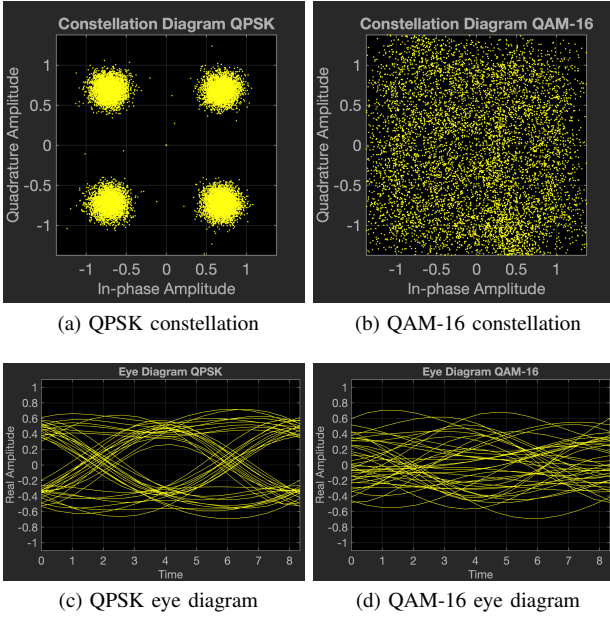 Constellation Diagram QPSK
Quadrature Amplitude
1
0.5
0
-0.5
-1
-1 -0.5 0 0.5 1
In-phase Amplitude
(a) QPSK constellation
Constellation Diagram QAM-16
Quadrature Amplitude
1
0.5
0
-0.5
-1
-1 -0.5 0 0.5 1
In-phase Amplitude
(b) QAM-16 constellation
Eye Diagram QPSK
Real Amplitude
1
0.8
0.6
0.4
0.2
0
-0.2
-0.4
-0.6
-0.8
-1
0 1 2 3 4 5 6 7 8
Time
(c) QPSK eye diagram
Eye Diagram QAM-16
Real Amplitude
1
0.8
0.6
0.4
0.2
0
-0.2
-0.4
-0.6
-0.8
-1
0 1 2 3 4 5 6 7 8
Time
(d) QAM-16 eye diagram